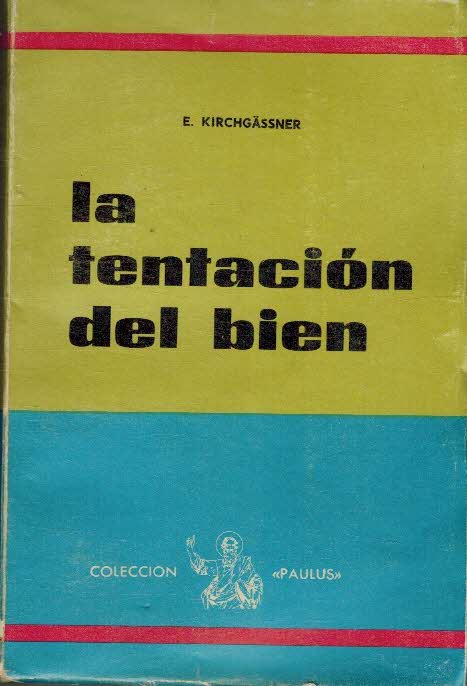 E. KIRCHGÄSSNER
la
tentación
del bien
COLECCION «PAULUS»